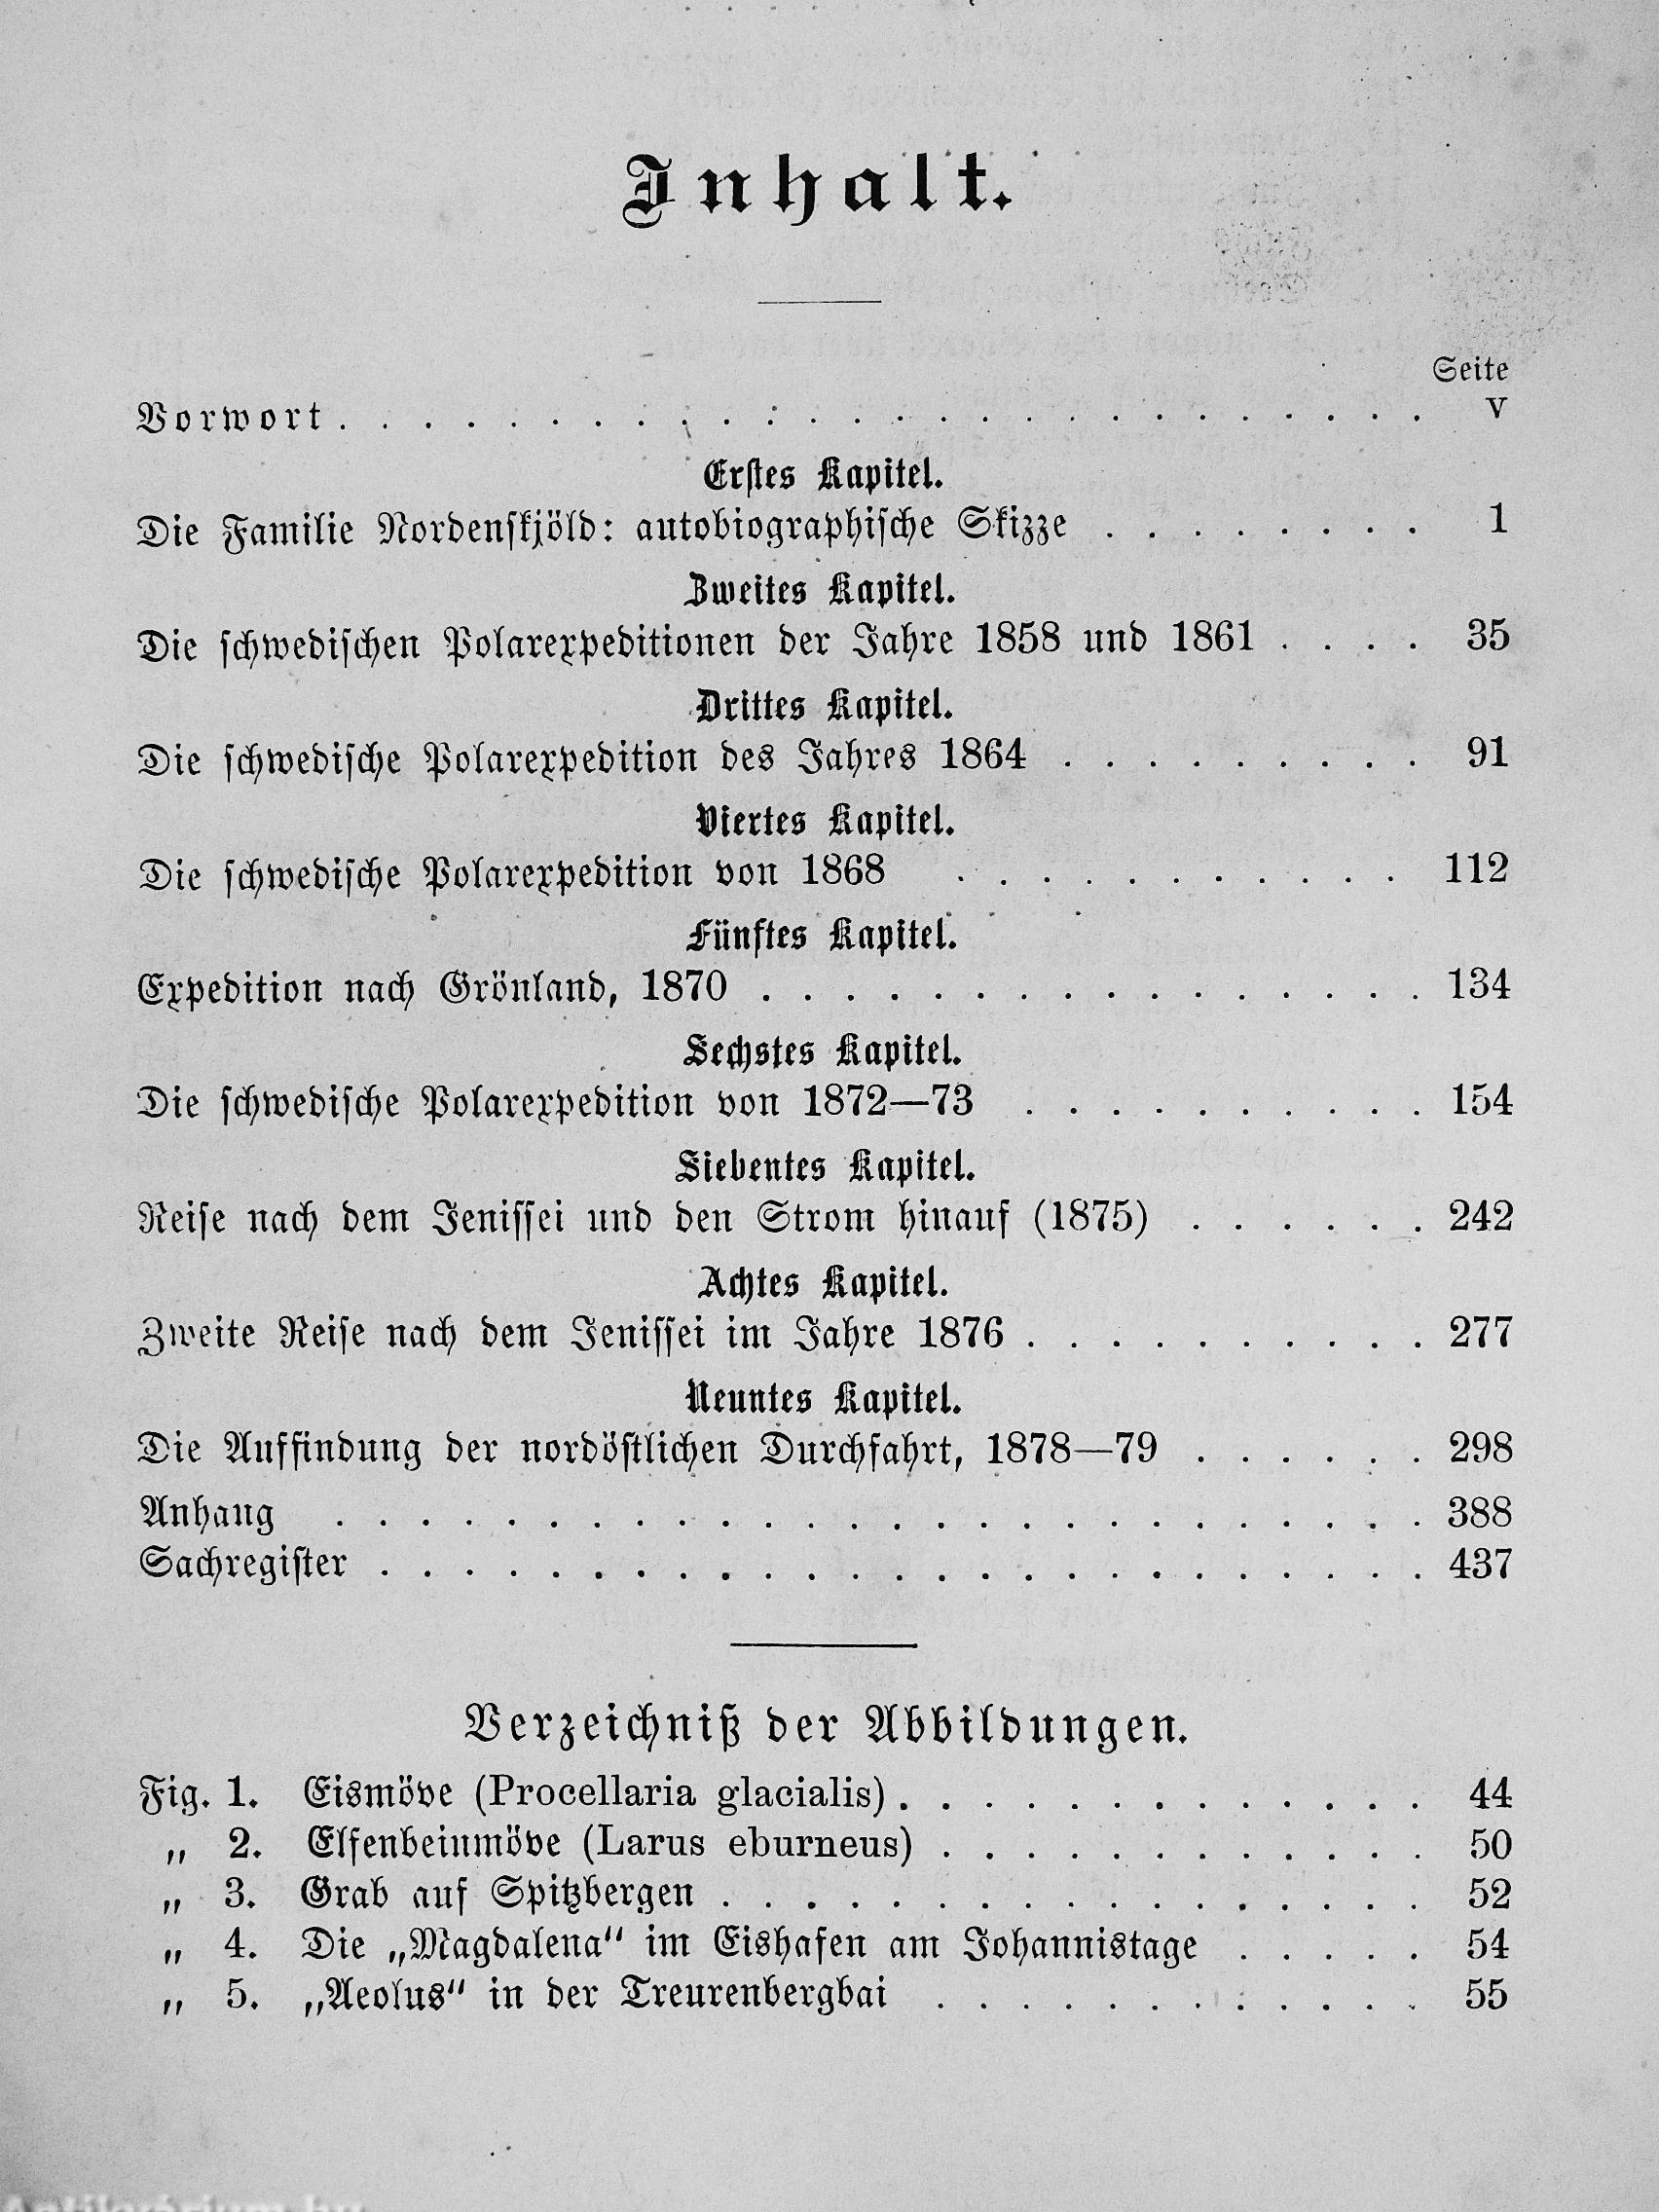 Inhalt.
Seite
Vorwort . . . . . . . . . . . . . . . . . . . . . . . . . . V
Erstes Kapitel.
Die Familie Nordenskjöld: autobiographische Skizze . . . . . . . . 1
Zweites Kapitel.
Die schwedischen Polarexpeditionen der Jahre 1858 und 1861 . . . . 35
Drittes Kapitel.
Die schwedische Polarexpedition des Jahres 1864 . . . . . . . . . 91
Viertes Kapitel.
Die schwedische Polarexpedition von 1868 . . . . . . . . . . . 112
Fünftes Kapitel.
Expedition nach Grönland, 1870 . . . . . . . . . . . . . . . . 134
Sechstes Kapitel.
Die schwedische Polarexpedition von 1872—73 . . . . . . . . . . 154
Siebentes Kapitel.
Reise nach dem Jenissei und den Strom hinauf (1875) . . . . . . 242
Achtes Kapitel.
Zweite Reise nach dem Jenissei im Jahre 1876 . . . . . . . . . . 277
Neuntes Kapitel.
Die Auffindung der nordöstlichen Durchfahrt, 1878—79 . . . . . . 298
Anhang . . . . . . . . . . . . . . . . . . . . . . . . . . 388
Sachregister . . . . . . . . . . . . . . . . . . . . . . . . . 437
Verzeichniß der Abbildungen.
Fig. 1. Eismöve (Procellaria glacialis) . . . . . . . . . . . . . 44
„ 2. Elfenbeinmöve (Larus eburneus) . . . . . . . . . . . . 50
„ 3. Grab auf Spitzbergen . . . . . . . . . . . . . . . . . 52
„ 4. Die „Magdalena“ im Eishafen am Johannistage . . . . . 54
„ 5. „Aeolus“ in der Treurenbergbai . . . . . . . . . . . . 55